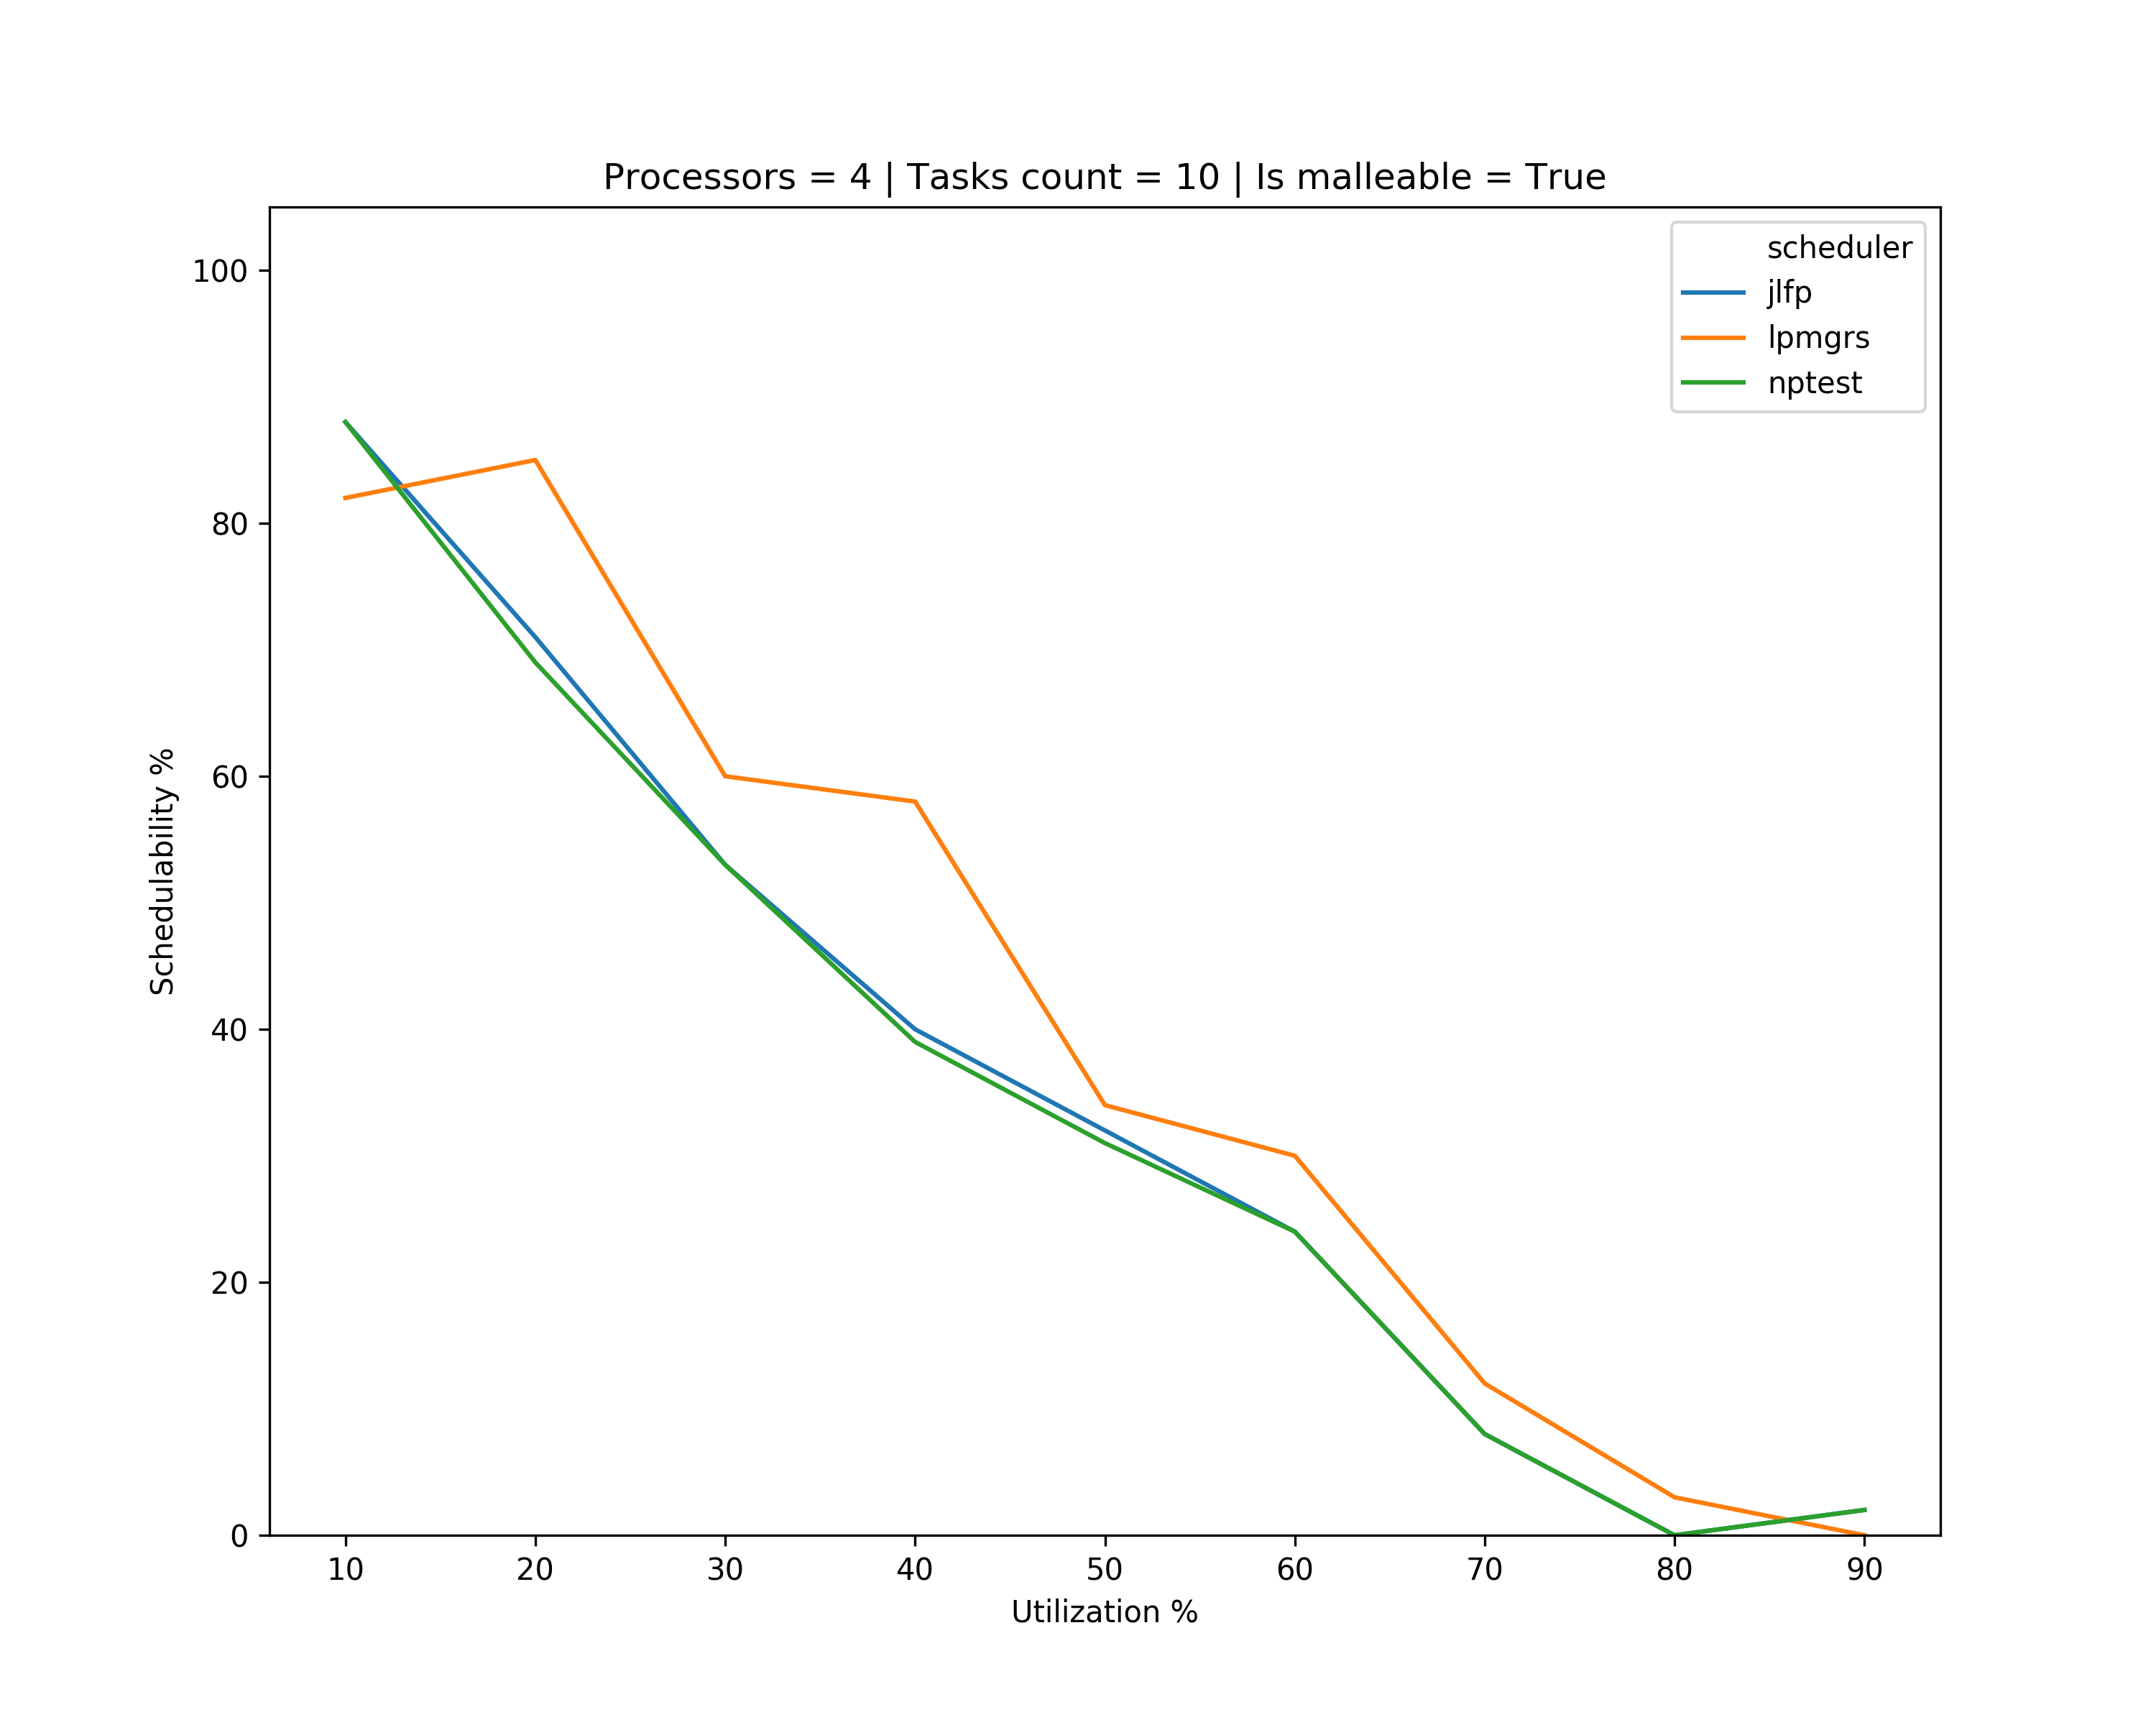 Processors = 4 | Tasks count = 10 | Is malleable = True
scheduler
jlfp
lpmgrs
nptest
Schedulability %
100
80
60
40
20
0
10 20 30 40 50 60 70 80 90
Utilization %